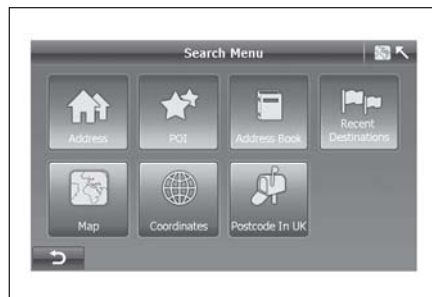 Search Menu
Address
POI
Address Book
Recent
Destinations
Map
Coordinates
Postcode In UK